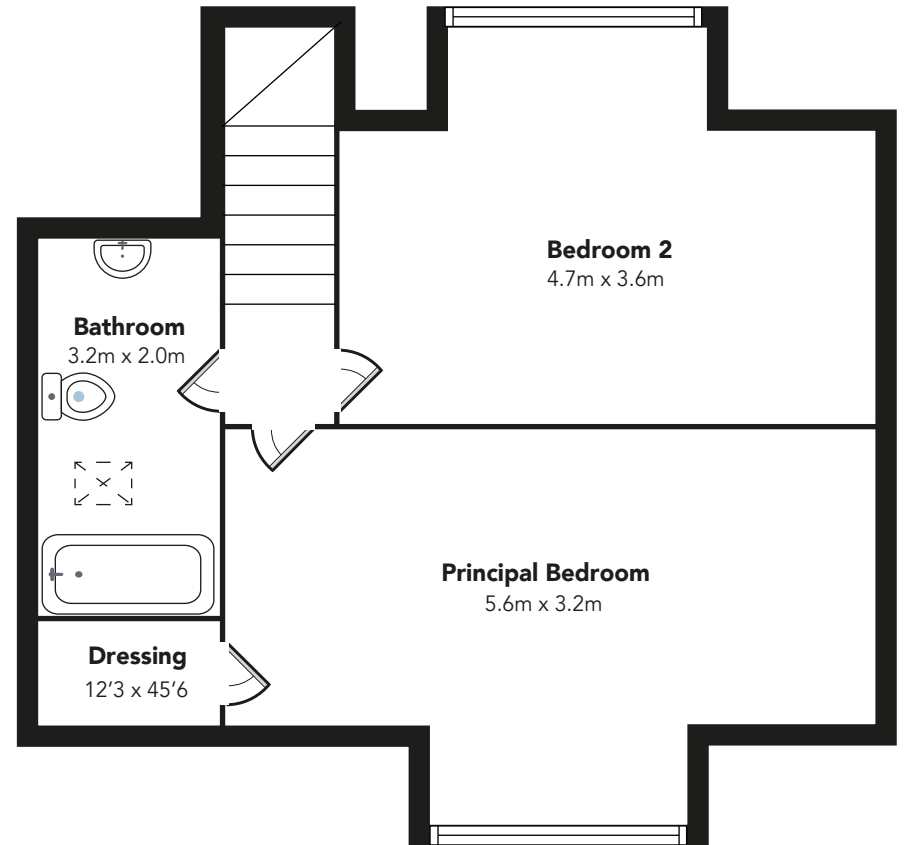 Bedroom 2
4.7m x 3.6m
Bathroom
3.2m x 2.0m
Principal Bedroom
5.6m x 3.2m
Dressing
12’3 x 45’6